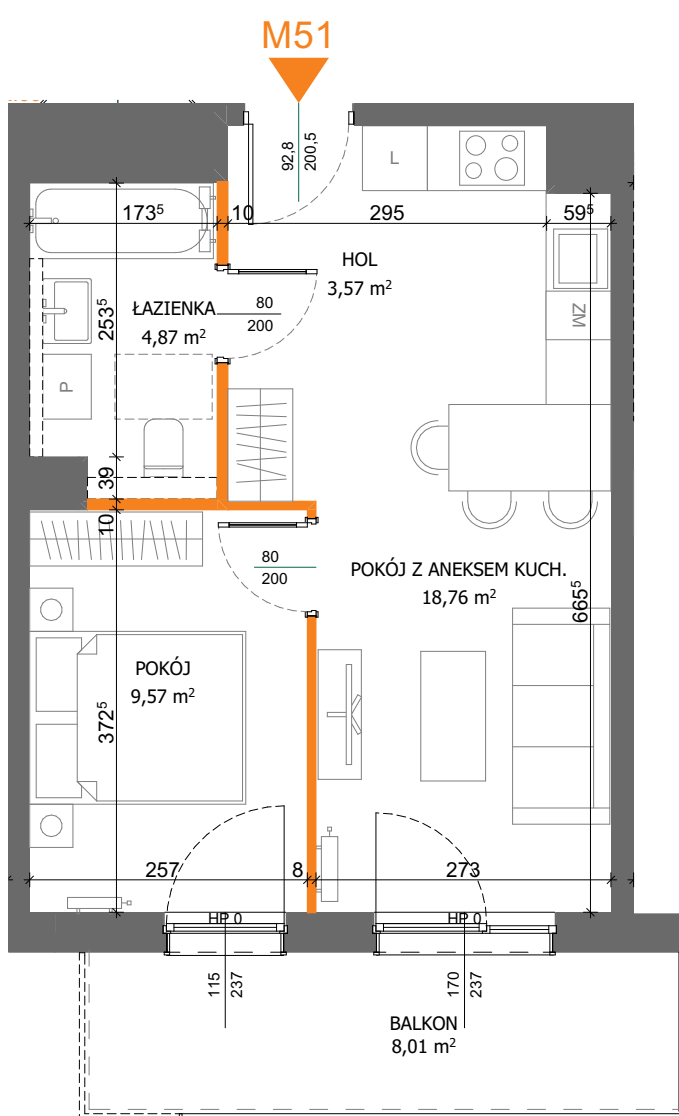 M51
92,8
200,5
L
173⁵
10
295
59⁵
HOL
3,57 m²
ŁAZIENKA
4,87 m²
80
200
253⁵
ZM
P
39
10
80
200
POKÓJ Z ANEKSEM KUCH.
18,76 m²
665⁵
POKÓJ
9,57 m²
372⁵
257
8
273
HP 0
HP 0
115
237
170
237
BALKON
8,01 m²